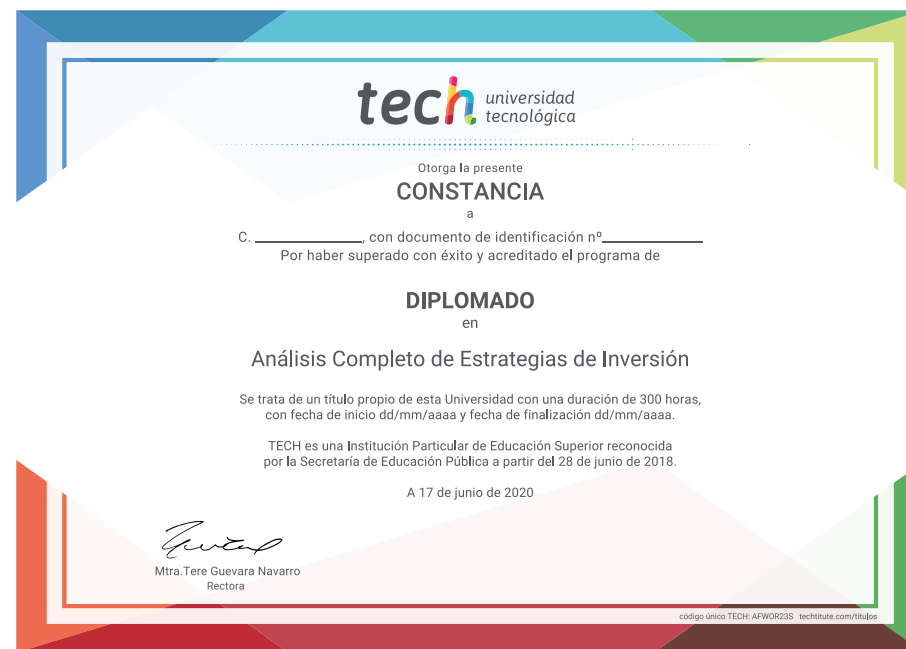 tech universidad
tecnológica
Otorga la presente
CONSTANCIA
a
C. ____________, con documento de identificación nº____________
Por haber superado con éxito y acreditado el programa de
DIPLOMADO
en
Análisis Completo de Estrategias de Inversión
Se trata de un título propio de esta Universidad con una duración de 300 horas,
con fecha de inicio dd/mm/aaaa y fecha de finalización dd/mm/aaaa.
TECH es una Institución Particular de Educación Superior reconocida
por la Secretaría de Educación Pública a partir del 28 de junio de 2018.
A 17 de junio de 2020
Mtra.Tere Guevara Navarro
Rectora
código único TECH: AFWOR23S techtitute.com/titulos